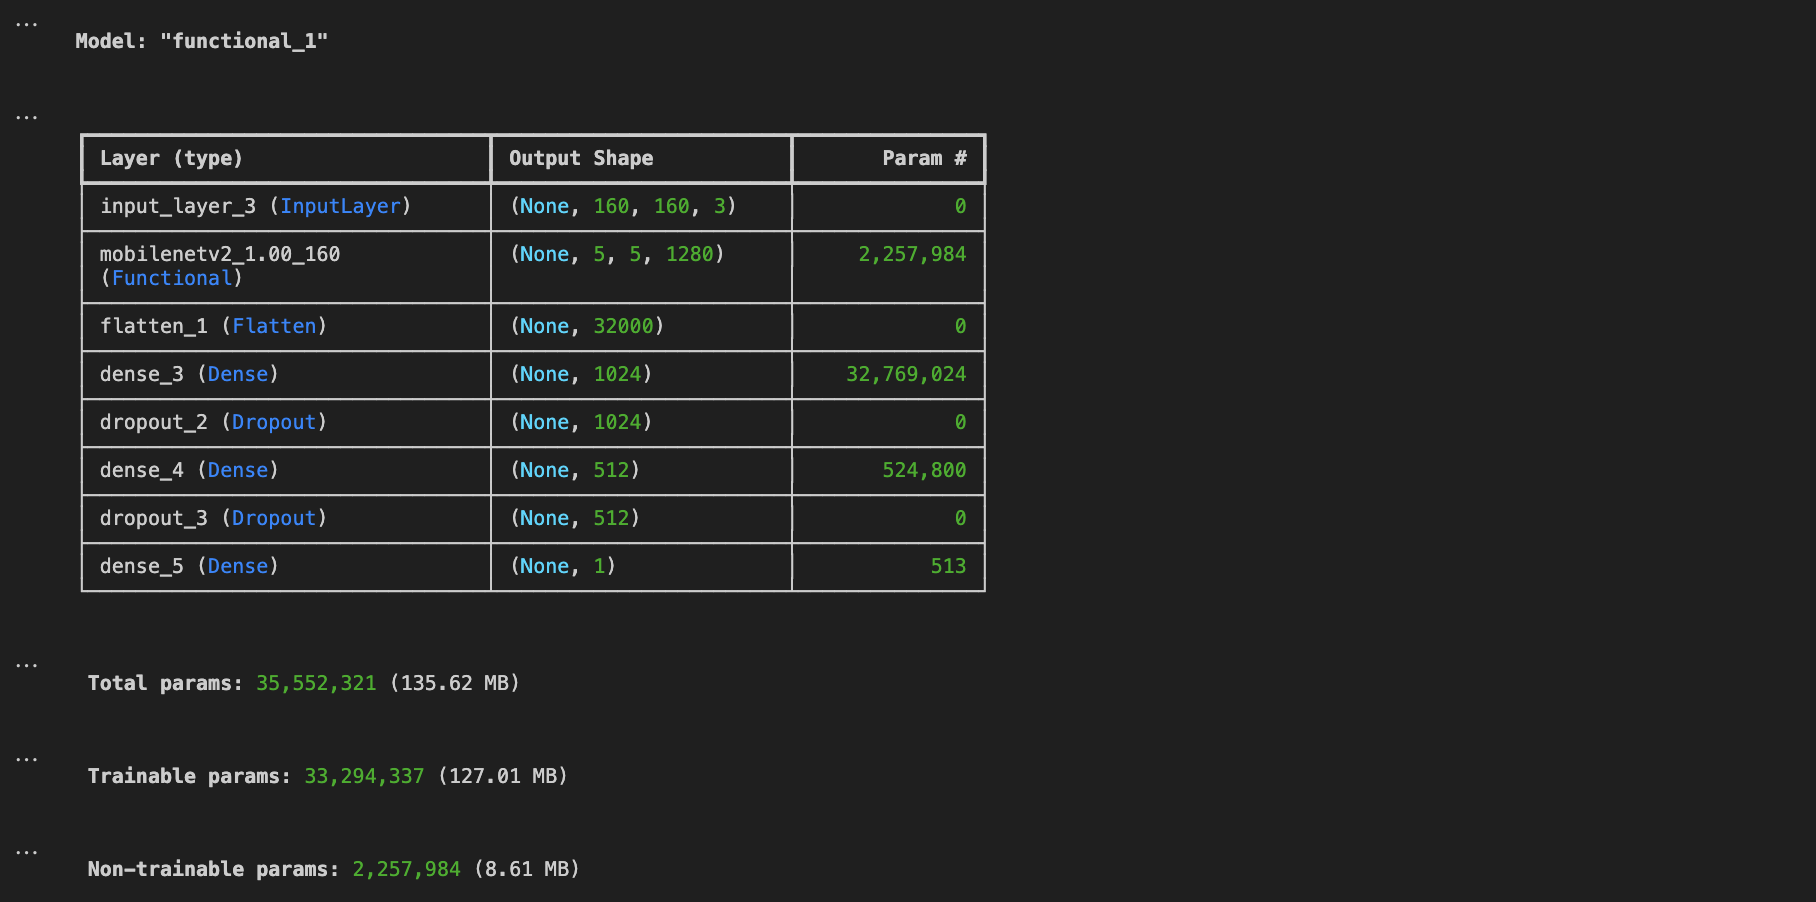 ...
Model: "functional_1"
...
Layer (type) Output Shape Param #
input_layer_3 (InputLayer) (None, 160, 160, 3) 0
mobilenetv2_1.00_160 (None, 5, 5, 1280) 2,257,984
(Functional)
flatten_1 (Flatten) (None, 32000) 0
dense_3 (Dense) (None, 1024) 32,769,024
dropout_2 (Dropout) (None, 1024) 0
dense_4 (Dense) (None, 512) 524,800
dropout_3 (Dropout) (None, 512) 0
dense_5 (Dense) (None, 1) 513
...
Total params: 35,552,321 (135.62 MB)
...
Trainable params: 33,294,337 (127.01 MB)
...
Non-trainable params: 2,257,984 (8.61 MB)